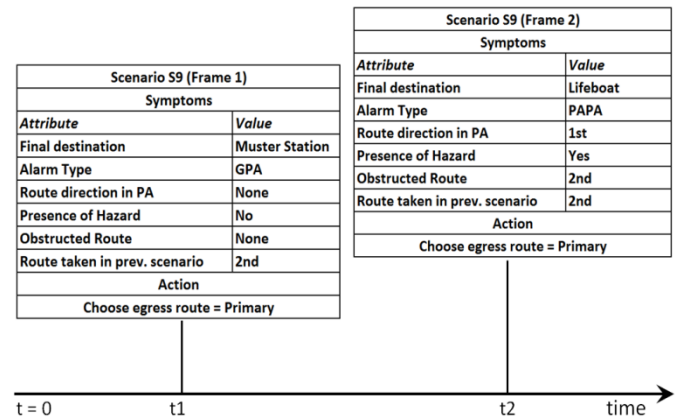 Scenario S9 (Frame 1)
Symptoms
Attribute Value
Final destination Muster Station
Alarm Type GPA
Route direction in PA None
Presence of Hazard No
Obstructed Route None
Route taken in prev. scenario 2nd
Action
Choose egress route = Primary
Scenario S9 (Frame 2)
Symptoms
Attribute Value
Final destination Lifeboat
Alarm Type PAPA
Route direction in PA 1st
Presence of Hazard Yes
Obstructed Route 2nd
Route taken in prev. scenario 2nd
Action
Choose egress route = Primary
t = 0 t1 t2 time